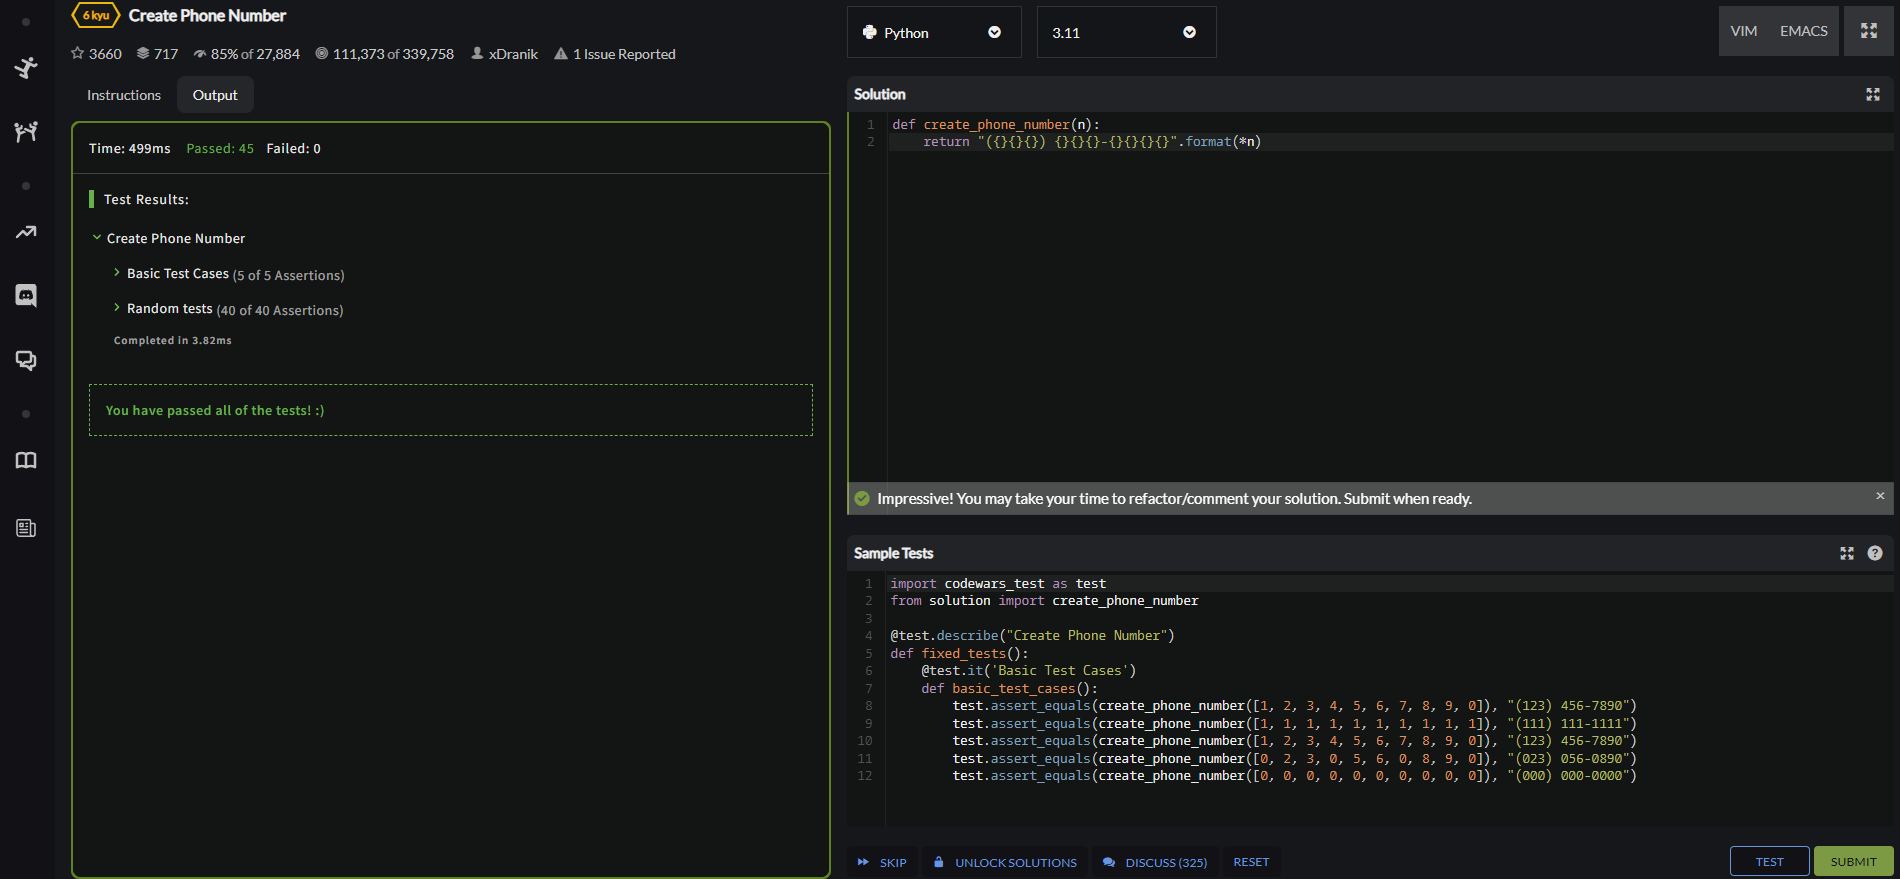 6 kyu Create Phone Number
3660 717 85% of 27,884 111,373 of 339,758 xDranik 1 Issue Reported
Instructions Output
Time: 499ms Passed: 45 Failed: 0
Test Results:
Create Phone Number
Basic Test Cases (5 of 5 Assertions)
Random tests (40 of 40 Assertions)
Completed in 3.82ms
You have passed all of the tests! :)
Python 3.11 VIM EMACS
Solution
1 def create_phone_number(n):
2     return "({}{}{}) {}{}{}-{}{}{}{}".format(*n)
Impressive! You may take your time to refactor/comment your solution. Submit when ready. ×
Sample Tests ?
1 import codewars_test as test
2 from solution import create_phone_number
3
4 @test.describe("Create Phone Number")
5 def fixed_tests():
6     @test.it('Basic Test Cases')
7     def basic_test_cases():
8         test.assert_equals(create_phone_number([1, 2, 3, 4, 5, 6, 7, 8, 9, 0]), "(123) 456-7890")
9         test.assert_equals(create_phone_number([1, 1, 1, 1, 1, 1, 1, 1, 1, 1]), "(111) 111-1111")
10         test.assert_equals(create_phone_number([1, 2, 3, 4, 5, 6, 7, 8, 9, 0]), "(123) 456-7890")
11         test.assert_equals(create_phone_number([0, 2, 3, 0, 5, 6, 0, 8, 9, 0]), "(023) 056-0890")
12         test.assert_equals(create_phone_number([0, 0, 0, 0, 0, 0, 0, 0, 0, 0]), "(000) 000-0000")
SKIP UNLOCK SOLUTIONS DISCUSS (325) RESET TEST SUBMIT